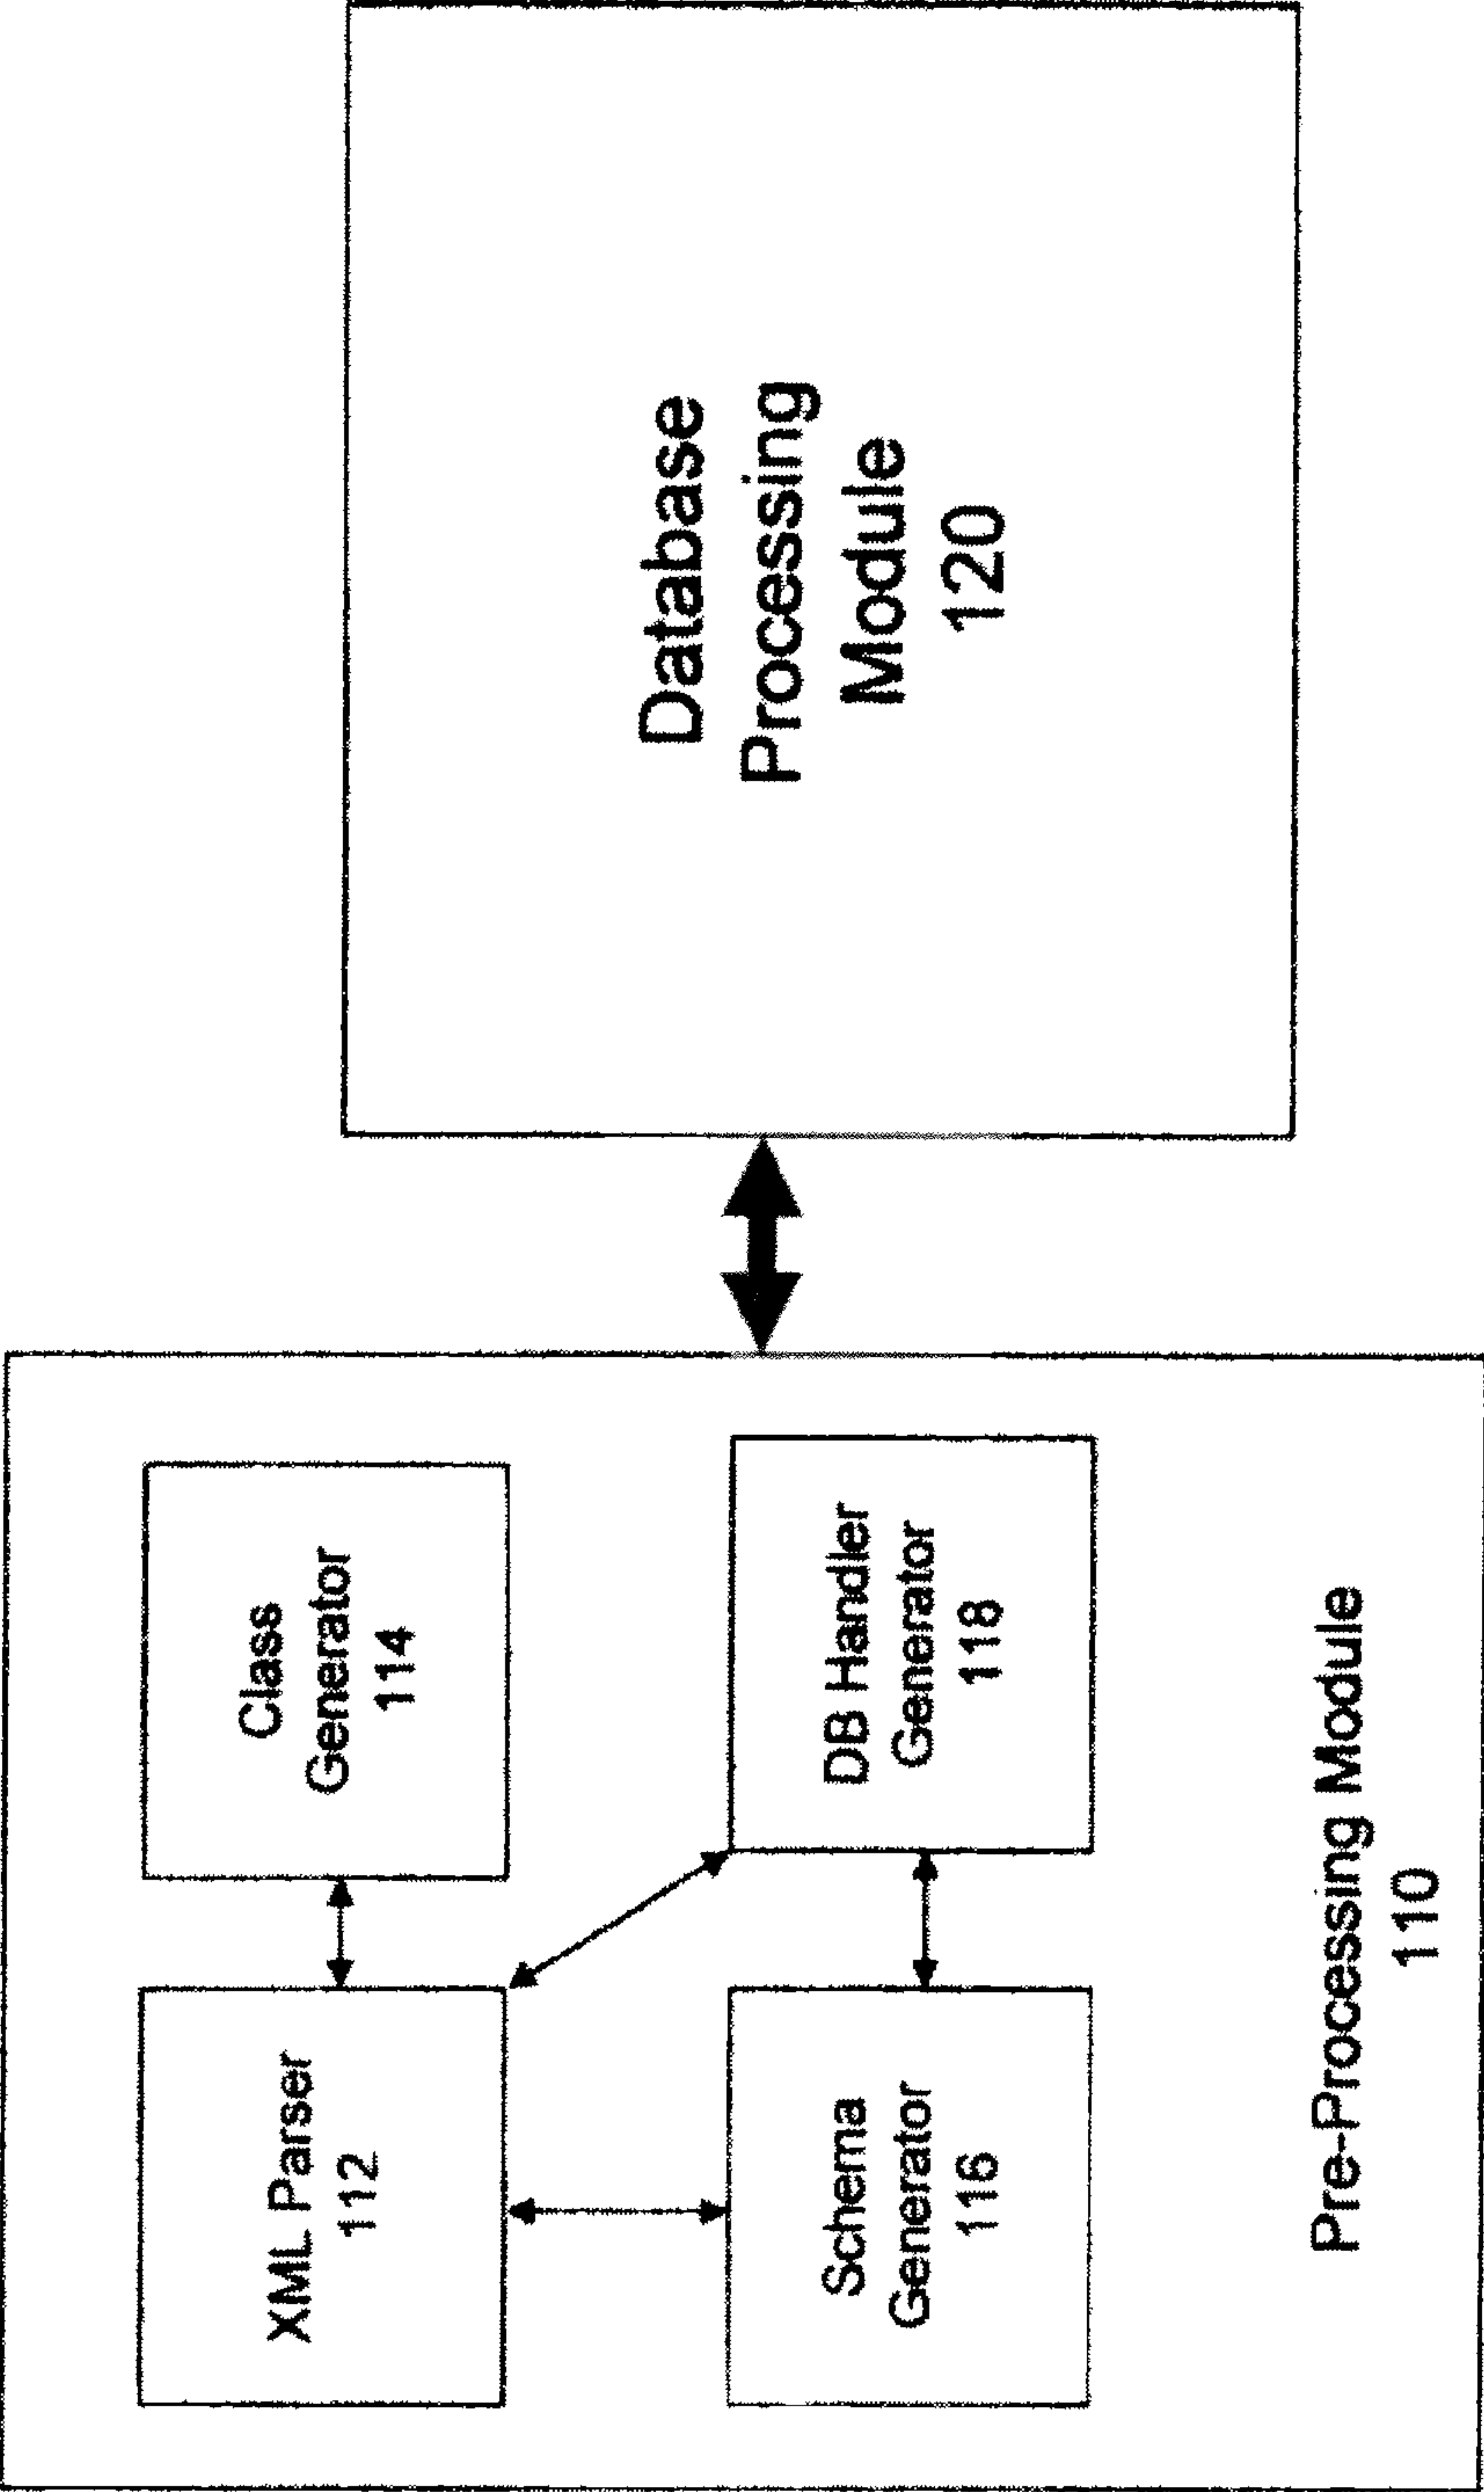 XML Parser
112
Class
Generator
114
Schema
Generator
116
DB Handler
Generator
118
Pre-Processing Module
110
Database
Processing
Module
120